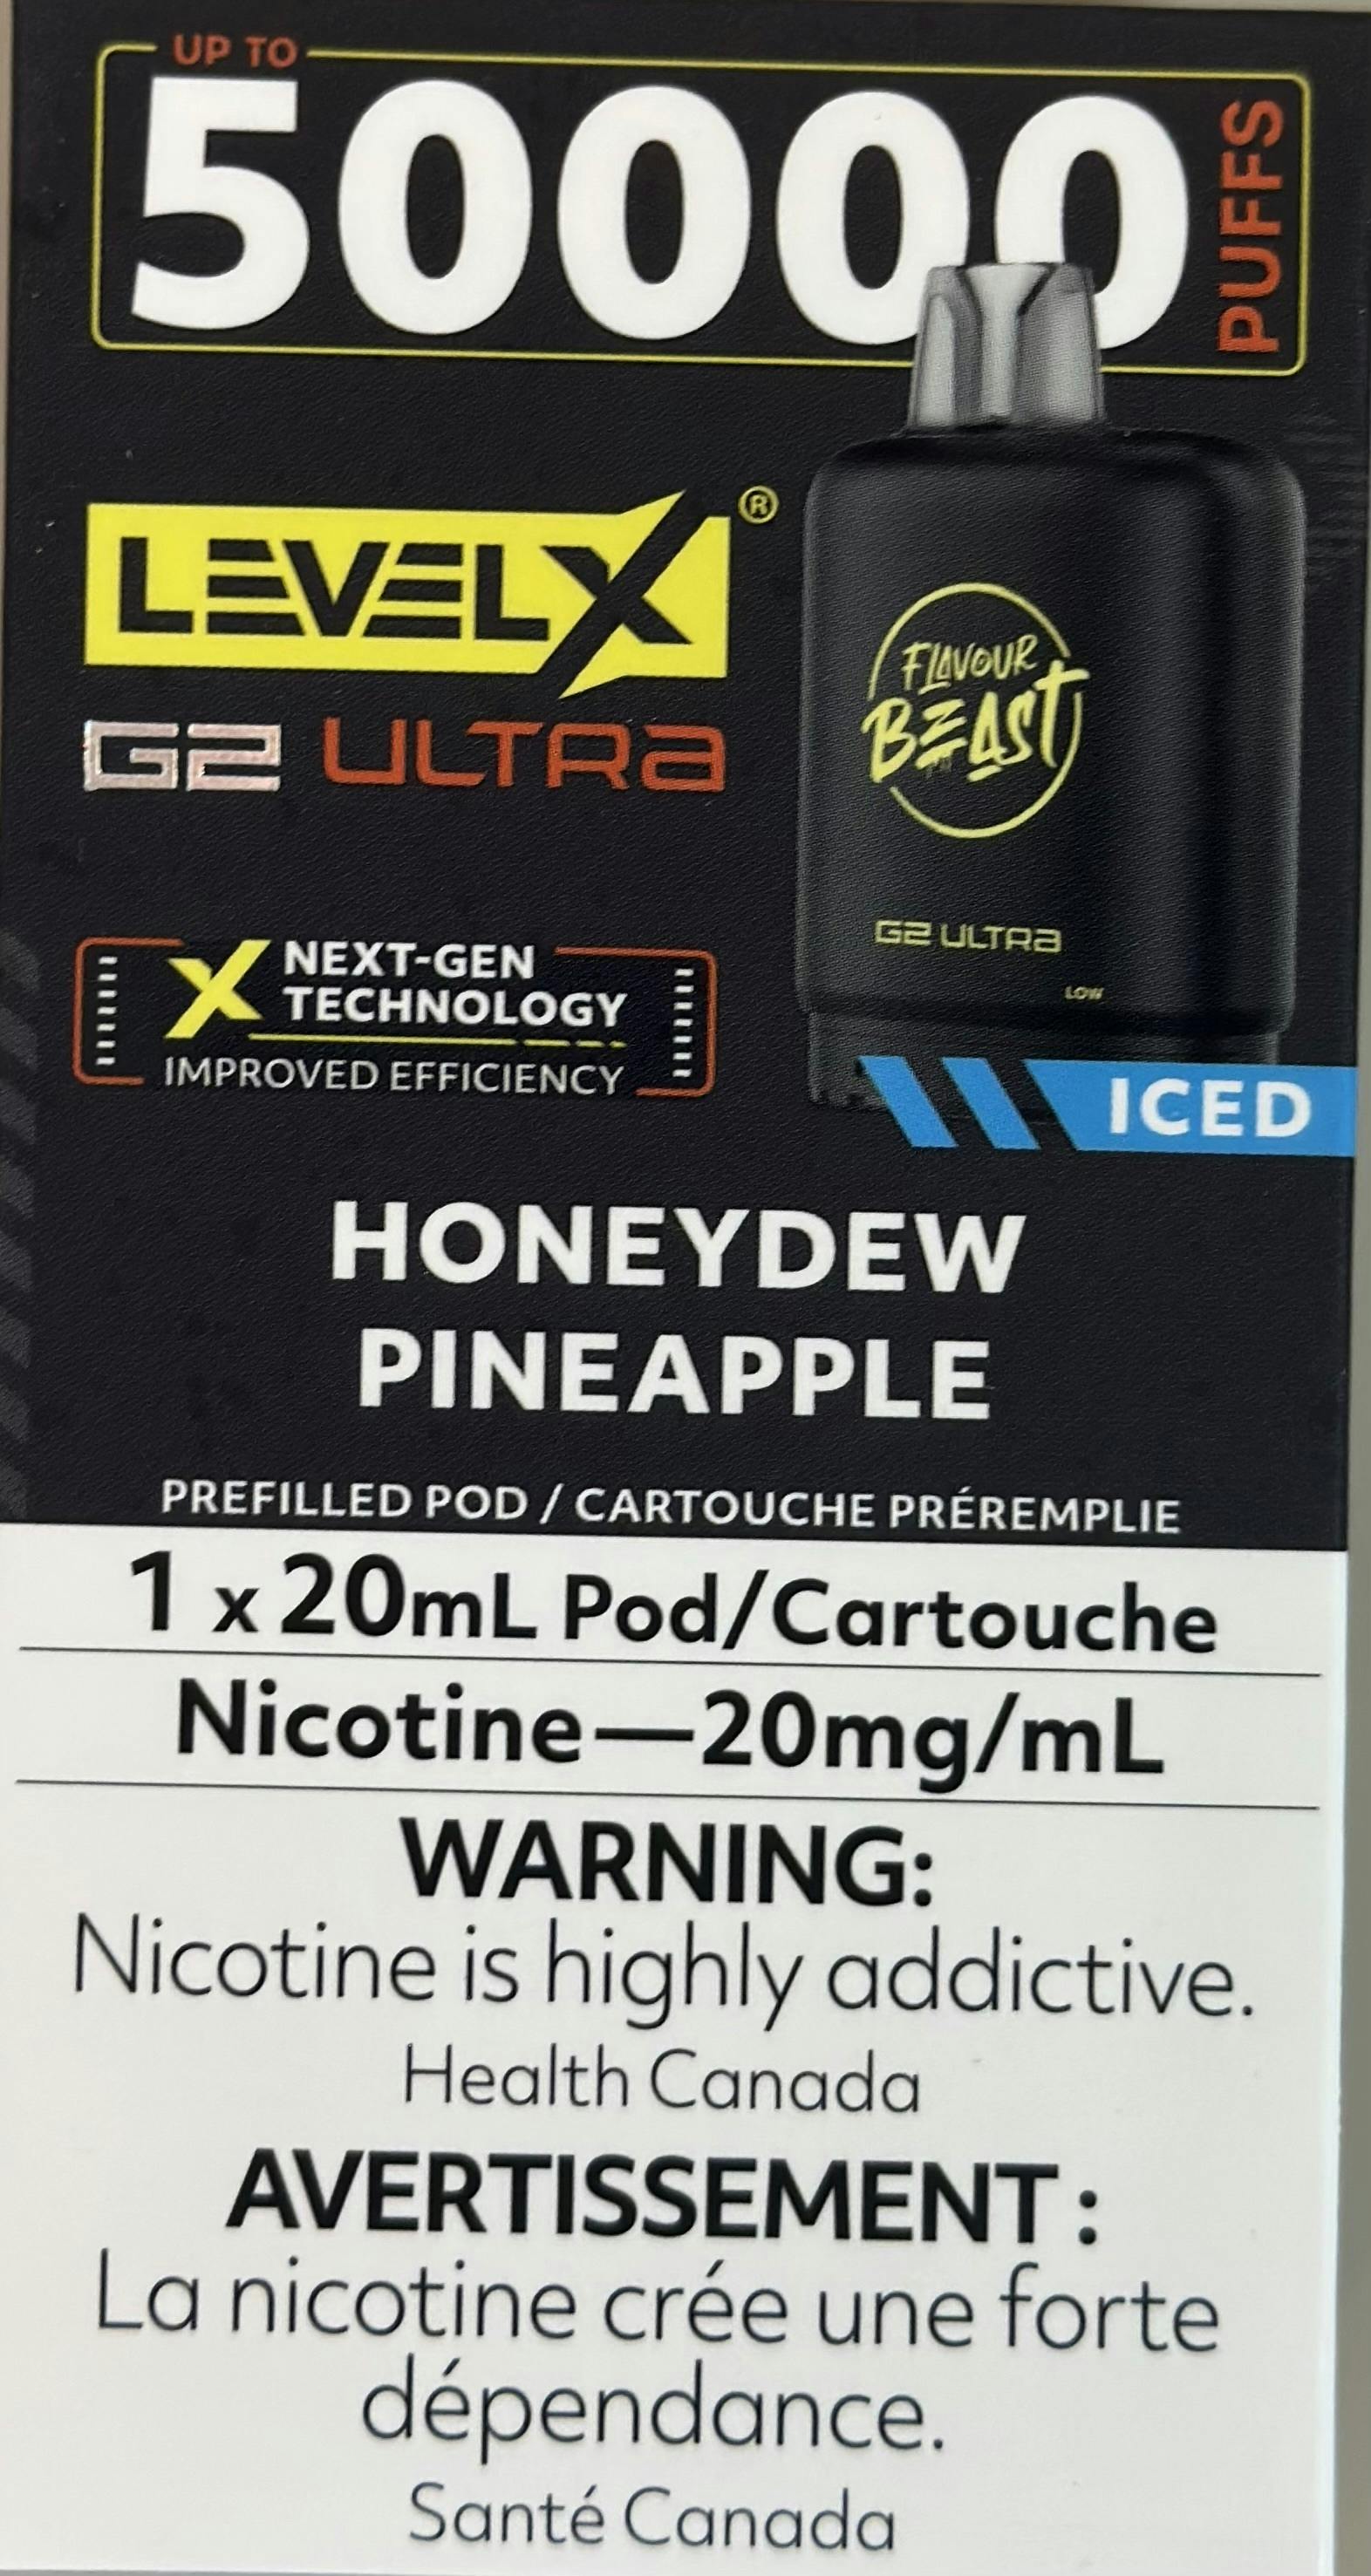 UP TO
50000
PUFFS
LEVELX®
G2 ULTRA
FLAVOUR
BEAST
G2 ULTRA
LOW
X NEXT-GEN
TECHNOLOGY
IMPROVED EFFICIENCY
ICED
HONEYDEW
PINEAPPLE
PREFILLED POD / CARTOUCHE PRÉREMPLIE
1 x 20mL Pod/Cartouche
Nicotine—20mg/mL
WARNING:
Nicotine is highly addictive.
Health Canada
AVERTISSEMENT :
La nicotine crée une forte
dépendance.
Santé Canada